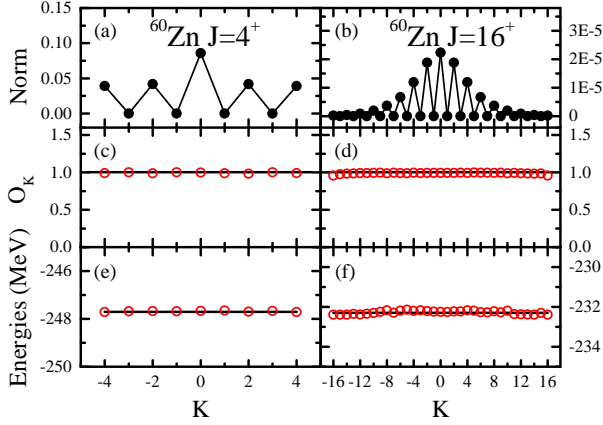 (a) ⁶⁰Zn J=4⁺
(b) ⁶⁰Zn J=16⁺
Norm
0.15
0.10
0.05
0.00
3E-5
2E-5
1E-5
0
(c)
(d)
O_K
1.5
1.0
0.5
0.0
1.5
1.0
0.5
0.0
(e)
(f)
Energies (MeV)
-246
-248
-250
-230
-232
-234
-4 -2 0 2 4
-16 -12 -8 -4 0 4 8 12 16
K
K